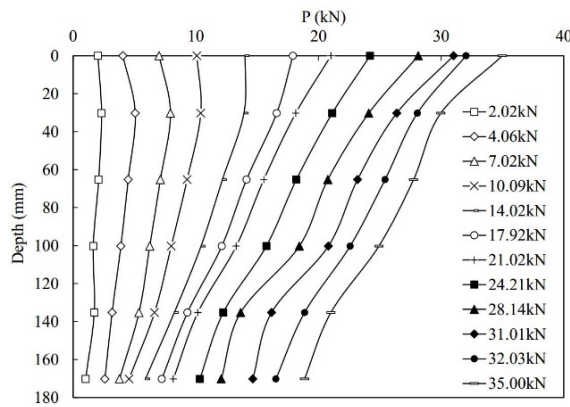 P (kN)
0 10 20 30 40
0
20
40
60
80
100
120
140
160
180
Depth (mm)
2.02kN
4.06kN
7.02kN
10.09kN
14.02kN
17.92kN
21.02kN
24.21kN
28.14kN
31.01kN
32.03kN
35.00kN